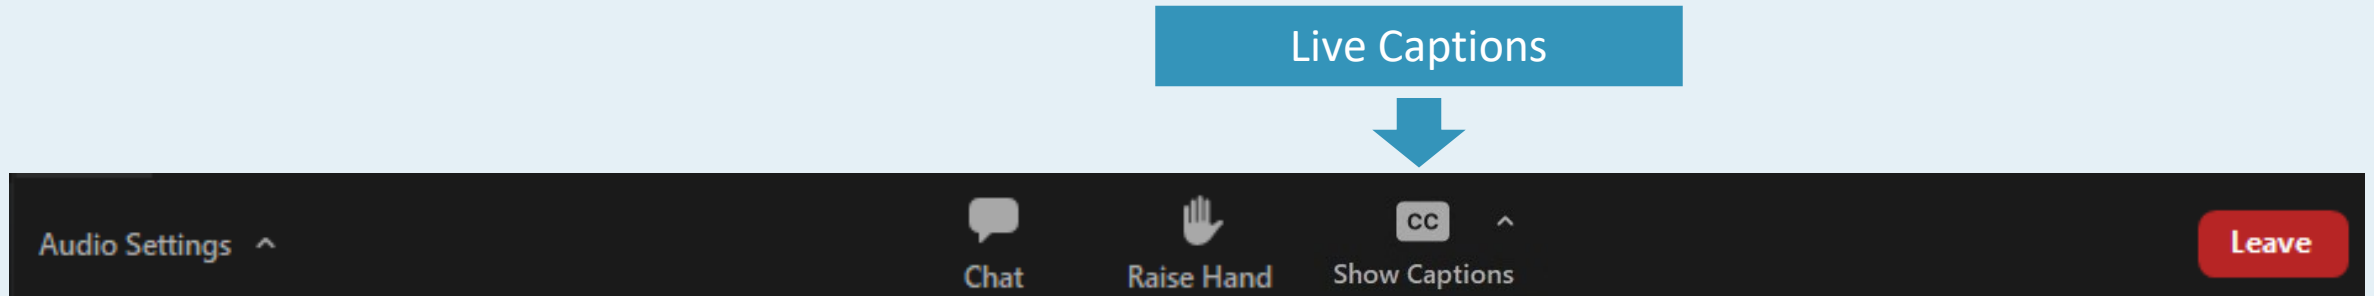 Live Captions
Audio Settings
CC
Chat
Raise Hand
Show Captions
Leave